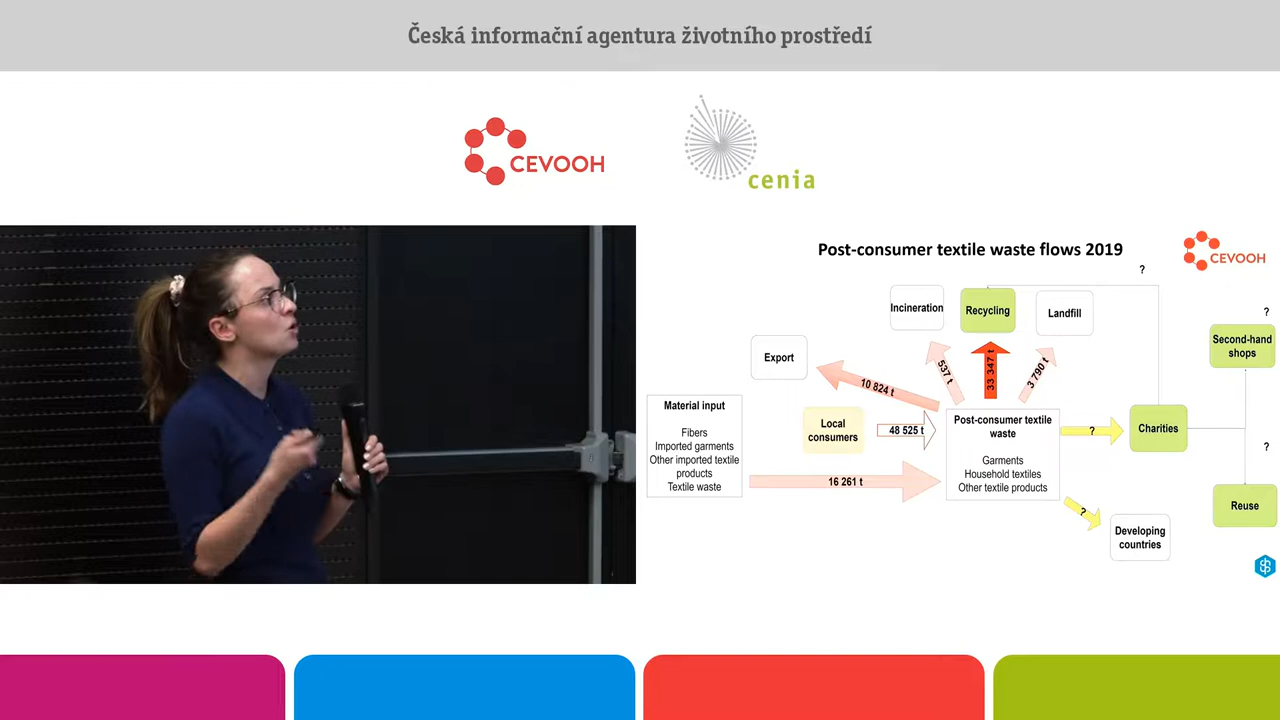 Česká informační agentura životního prostředí
CEVOOH
cenia
Post-consumer textile waste flows 2019
CEVOOH
?
Incineration
Recycling
Landfill
?
Second-hand
shops
Export
537 t
33 347 t
3 790 t
10 824 t
Material input
Fibers
Imported garments
Other imported textile
products
Textile waste
Local
consumers
48 525 t
16 261 t
Post-consumer textile
waste
Garments
Household textiles
Other textile products
?
Charities
?
?
Developing
countries
Reuse